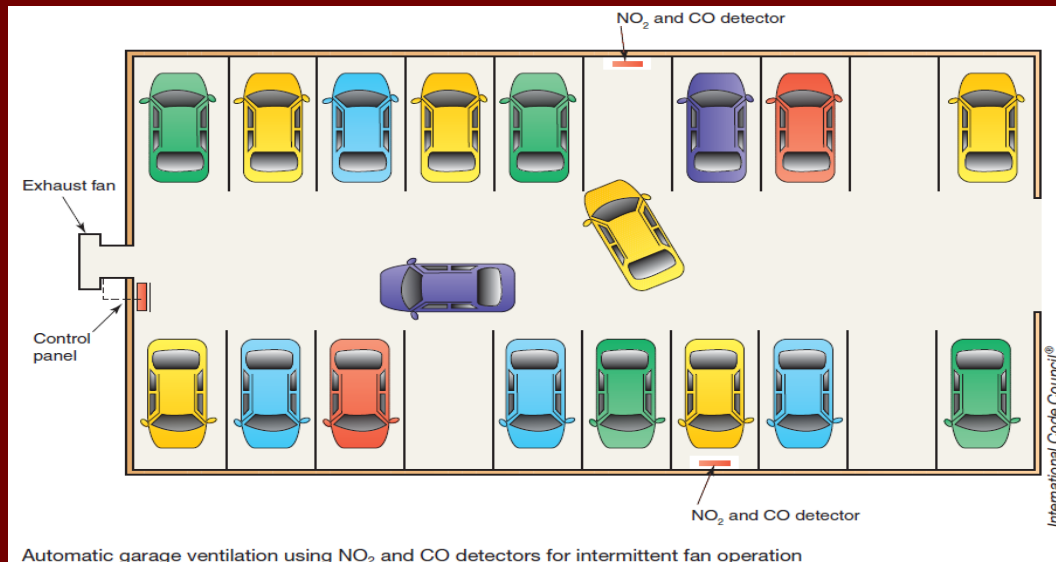 NO₂ and CO detector
Exhaust fan
Control
panel
NO₂ and CO detector
International Code Council®
Automatic garage ventilation using NO₂ and CO detectors for intermittent fan operation